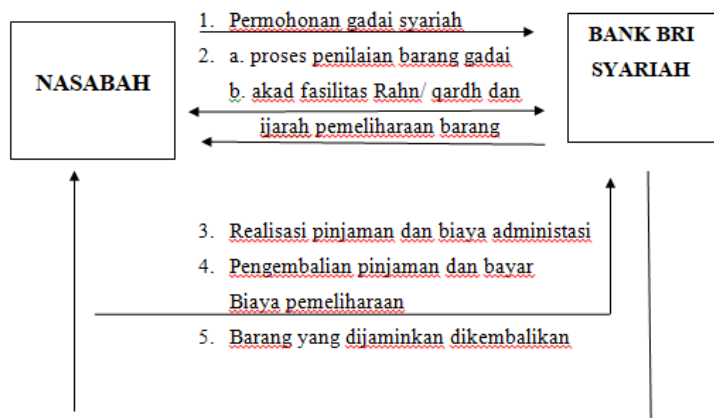 NASABAH
1. Permohonan gadai syariah
2. a. proses penilaian barang gadai
b. akad fasilitas Rahn/ qardh dan
ijarah pemeliharaan barang
BANK BRI
SYARIAH
3. Realisasi pinjaman dan biaya administasi
4. Pengembalian pinjaman dan bayar
Biaya pemeliharaan
5. Barang yang dijaminkan dikembalikan